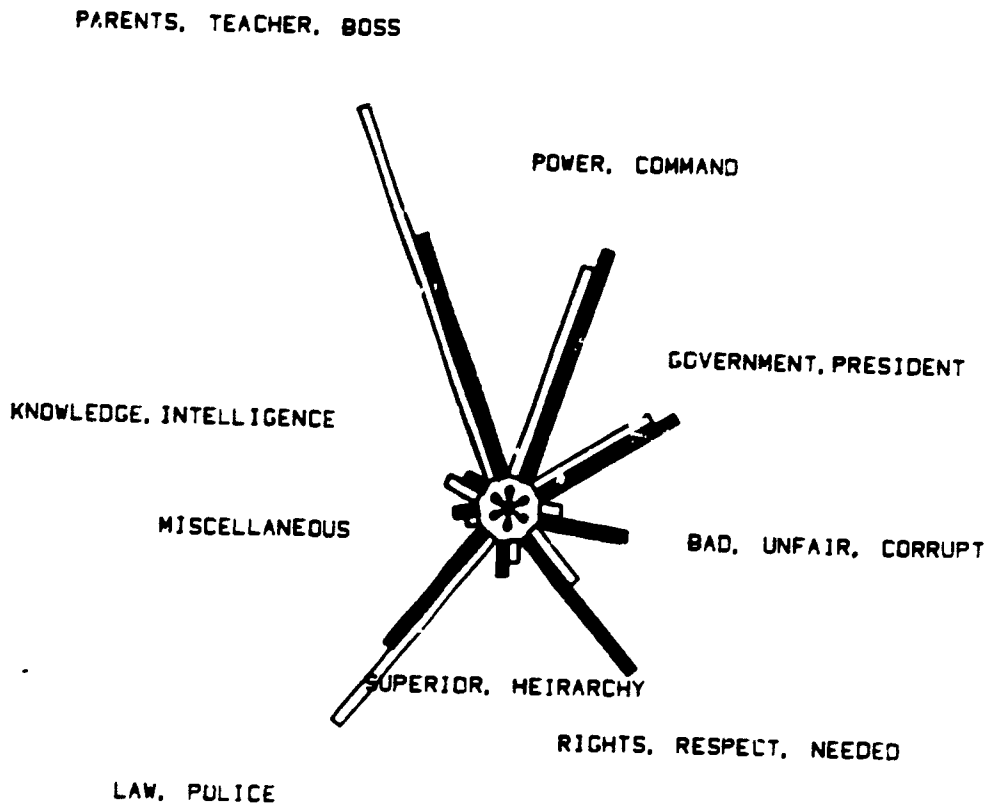 PARENTS, TEACHER, BOSS
POWER, COMMAND
GOVERNMENT, PRESIDENT
KNOWLEDGE, INTELLIGENCE
MISCELLANEOUS
BAD, UNFAIR, CORRUPT
SUPERIOR, HEIRARCHY
RIGHTS, RESPECT, NEEDED
LAW, POLICE